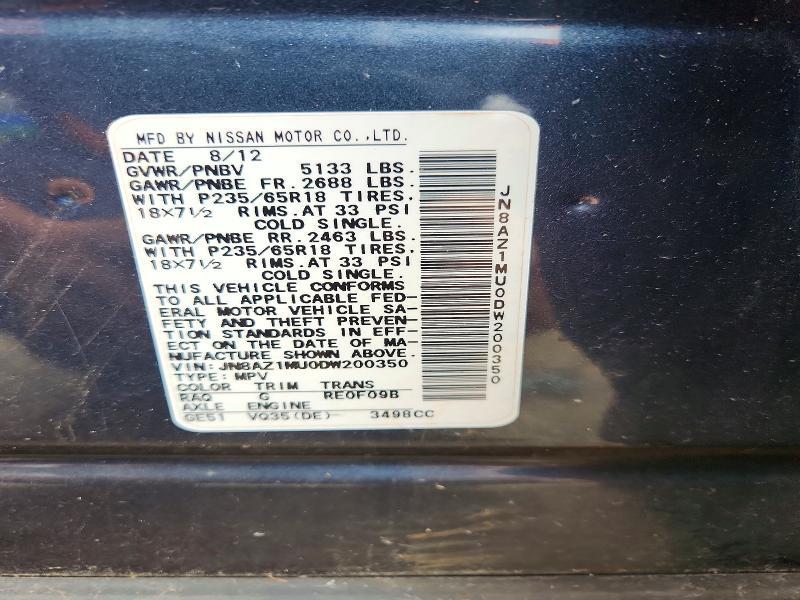 MFD BY NISSAN MOTOR CO.,LTD.
DATE 8/12
GVWR/PNBV 5133 LBS.
GAWR/PNBE FR.2688 LBS.
WITH P235/65R18 TIRES.
18X7½ RIMS.AT 33 PSI
COLD SINGLE.
GAWR/PNBE RR.2463 LBS.
WITH P235/65R18 TIRES.
18X7½ RIMS.AT 33 PSI
COLD SINGLE.
THIS VEHICLE CONFORMS
TO ALL APPLICABLE FED-
ERAL MOTOR VEHICLE SA-
FETY AND THEFT PREVEN-
TION STANDARDS IN EFF-
ECT ON THE DATE OF MA-
NUFACTURE SHOWN ABOVE.
VIN: JN8AZ1MU0DW200350
TYPE: MPV
COLOR TRIM TRANS
RAQ G RE0F09B
AXLE ENGINE
GE51 VQ35(DE)- 3498CC
JN8AZ1MU0DW200350